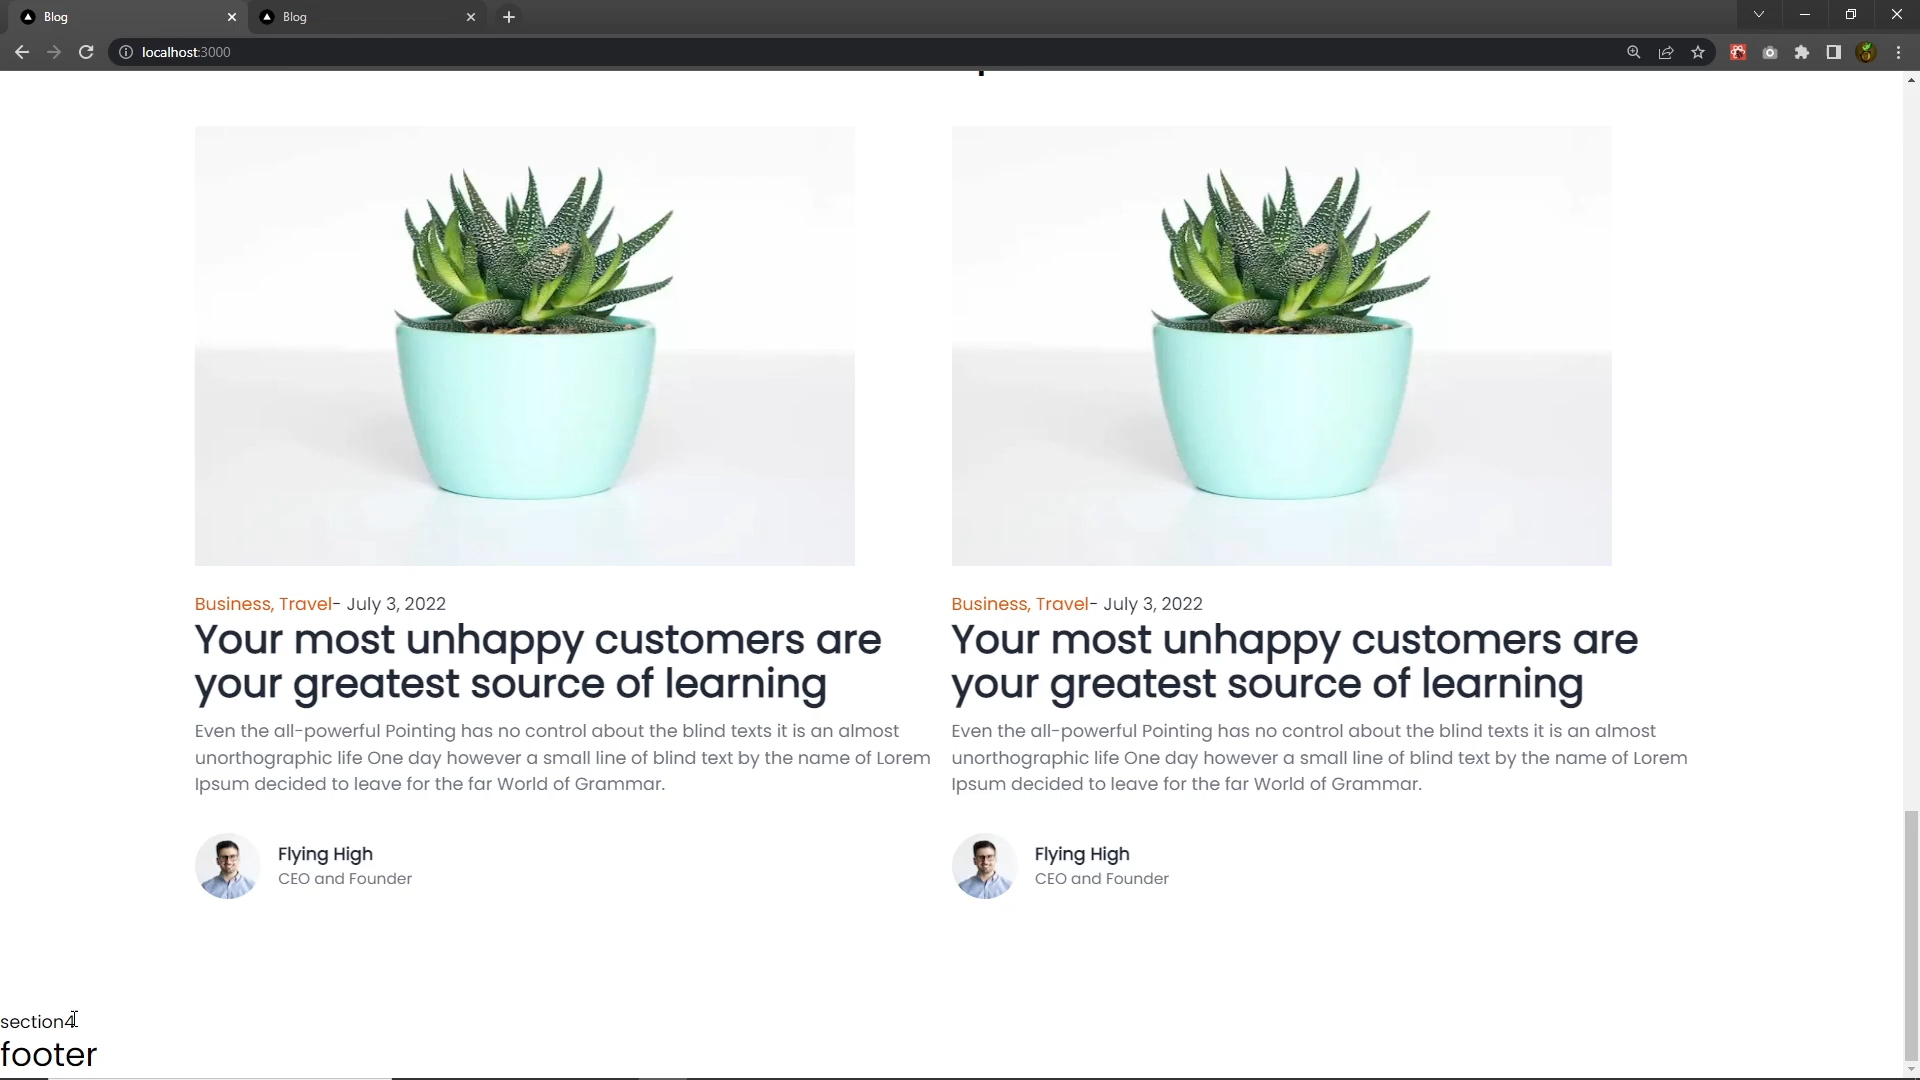 Blog
Blog
localhost:3000
Business, Travel- July 3, 2022
Your most unhappy customers are
your greatest source of learning
Even the all-powerful Pointing has no control about the blind texts it is an almost
unorthographic life One day however a small line of blind text by the name of Lorem
Ipsum decided to leave for the far World of Grammar.
Flying High
CEO and Founder
Business, Travel- July 3, 2022
Your most unhappy customers are
your greatest source of learning
Even the all-powerful Pointing has no control about the blind texts it is an almost
unorthographic life One day however a small line of blind text by the name of Lorem
Ipsum decided to leave for the far World of Grammar.
Flying High
CEO and Founder
section4
footer